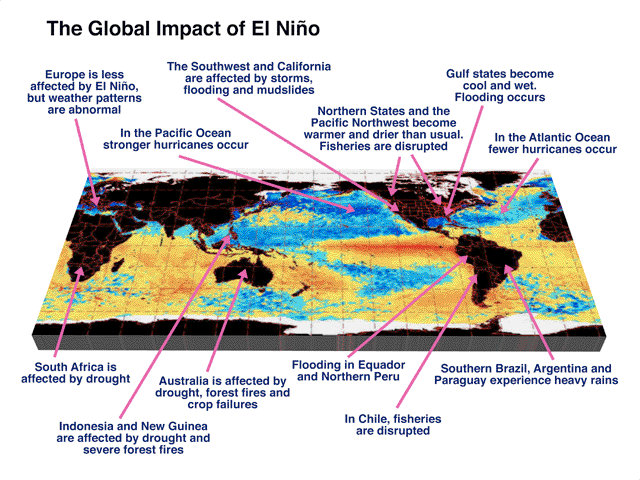 The Global Impact of El Niño
The Southwest and California
are affected by storms,
flooding and mudslides
Europe is less
affected by El Niño,
but weather patterns
are abnormal
Gulf states become
cool and wet.
Flooding occurs
Northern States and the
Pacific Northwest become
warmer and drier than usual.
Fisheries are disrupted
In the Pacific Ocean
stronger hurricanes occur
In the Atlantic Ocean
fewer hurricanes occur
South Africa is
affected by drought
Australia is affected by
drought, forest fires and
crop failures
Flooding in Equador
and Northern Peru
Southern Brazil, Argentina and
Paraguay experience heavy rains
Indonesia and New Guinea
are affected by drought and
severe forest fires
In Chile, fisheries
are disrupted